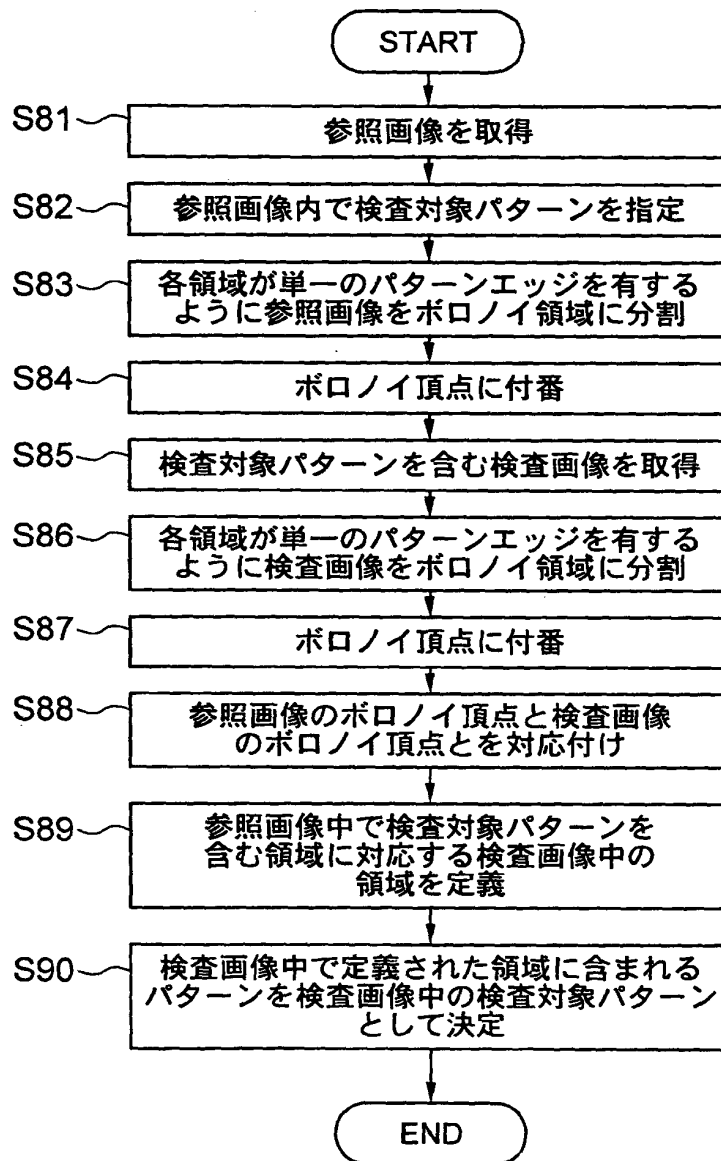 START
S81
参照画像を取得
S82
参照画像内で検査対象パターンを指定
S83
各領域が単一のパターンエッジを有する
ように参照画像をボロノイ領域に分割
S84
ボロノイ頂点に付番
S85
検査対象パターンを含む検査画像を取得
S86
各領域が単一のパターンエッジを有する
ように検査画像をボロノイ領域に分割
S87
ボロノイ頂点に付番
S88
参照画像のボロノイ頂点と検査画像
のボロノイ頂点とを対応付け
S89
参照画像中で検査対象パターンを
含む領域に対応する検査画像中の
領域を定義
S90
検査画像中で定義された領域に含まれる
パターンを検査画像中の検査対象パターン
として決定
END